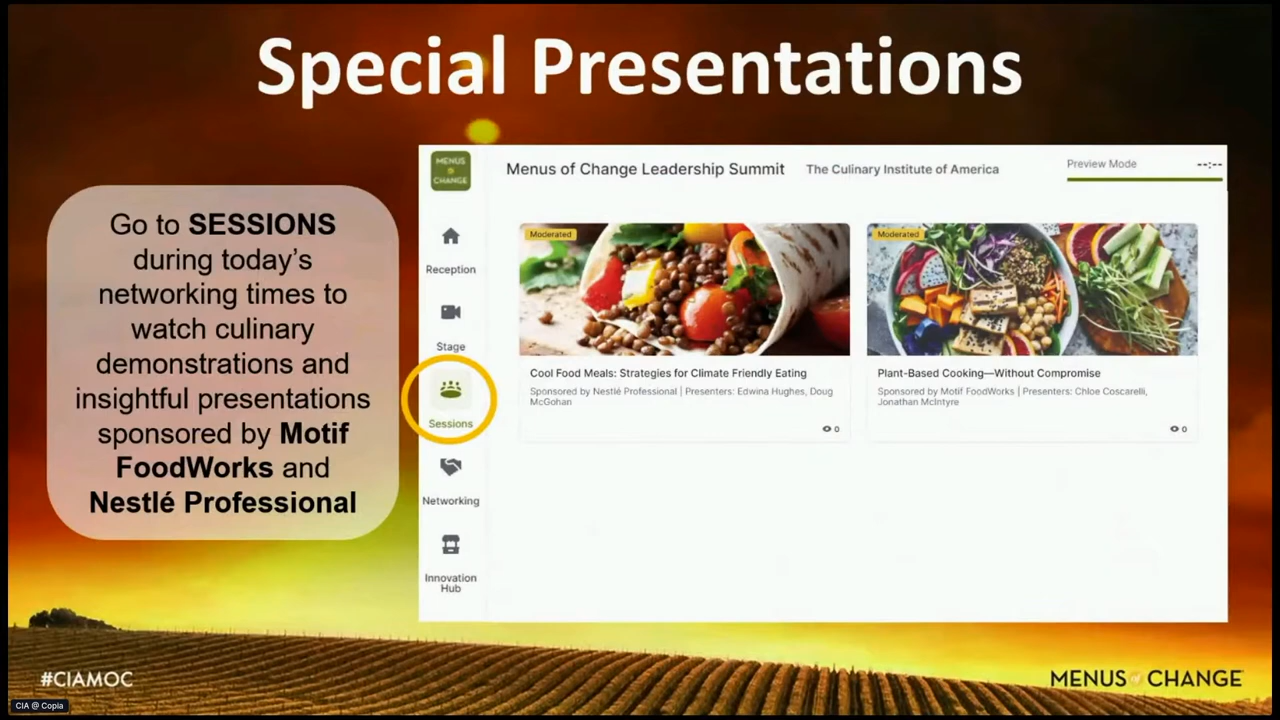 Special Presentations
Go to SESSIONS
during today's
networking times to
watch culinary
demonstrations and
insightful presentations
sponsored by Motif
FoodWorks and
Nestlé Professional
MENUS
OF
CHANGE
Menus of Change Leadership Summit
The Culinary Institute of America
Preview Mode
--:--
Reception
Stage
Sessions
Networking
Innovation
Hub
Moderated
Cool Food Meals: Strategies for Climate Friendly Eating
Sponsored by Nestlé Professional | Presenters: Edwina Hughes, Doug
McGohan
0
Moderated
Plant-Based Cooking—Without Compromise
Sponsored by Motif FoodWorks | Presenters: Chloe Coscarelli,
Jonathan McIntyre
0
#CIAMOC
MENUS OF CHANGE
CIA @ Copia